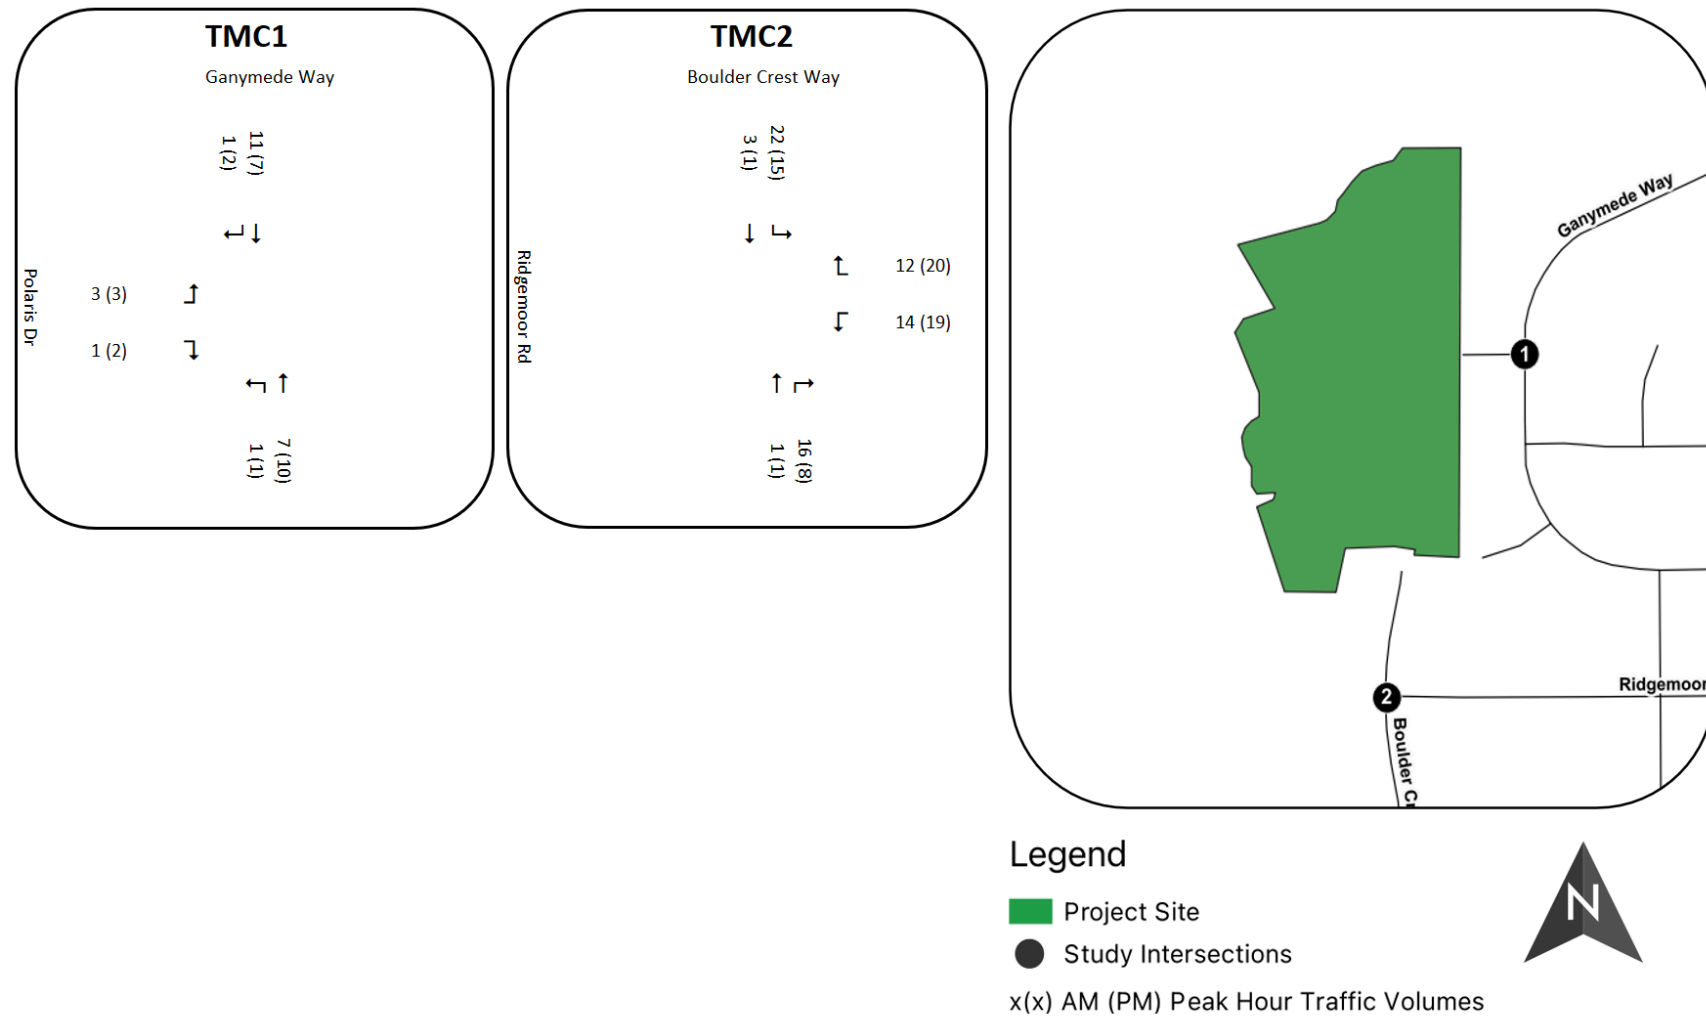 TMC1
Ganymede Way
11 (7)
1 (2)
Polaris Dr
3 (3)
1 (2)
7 (10)
1 (1)
TMC2
Boulder Crest Way
22 (15)
3 (1)
Ridgemoor Rd
12 (20)
14 (19)
16 (8)
1 (1)
Ganymede Way
1
2
Ridgemoor
Boulder Cr
Legend
Project Site
Study Intersections
x(x) AM (PM) Peak Hour Traffic Volumes
N